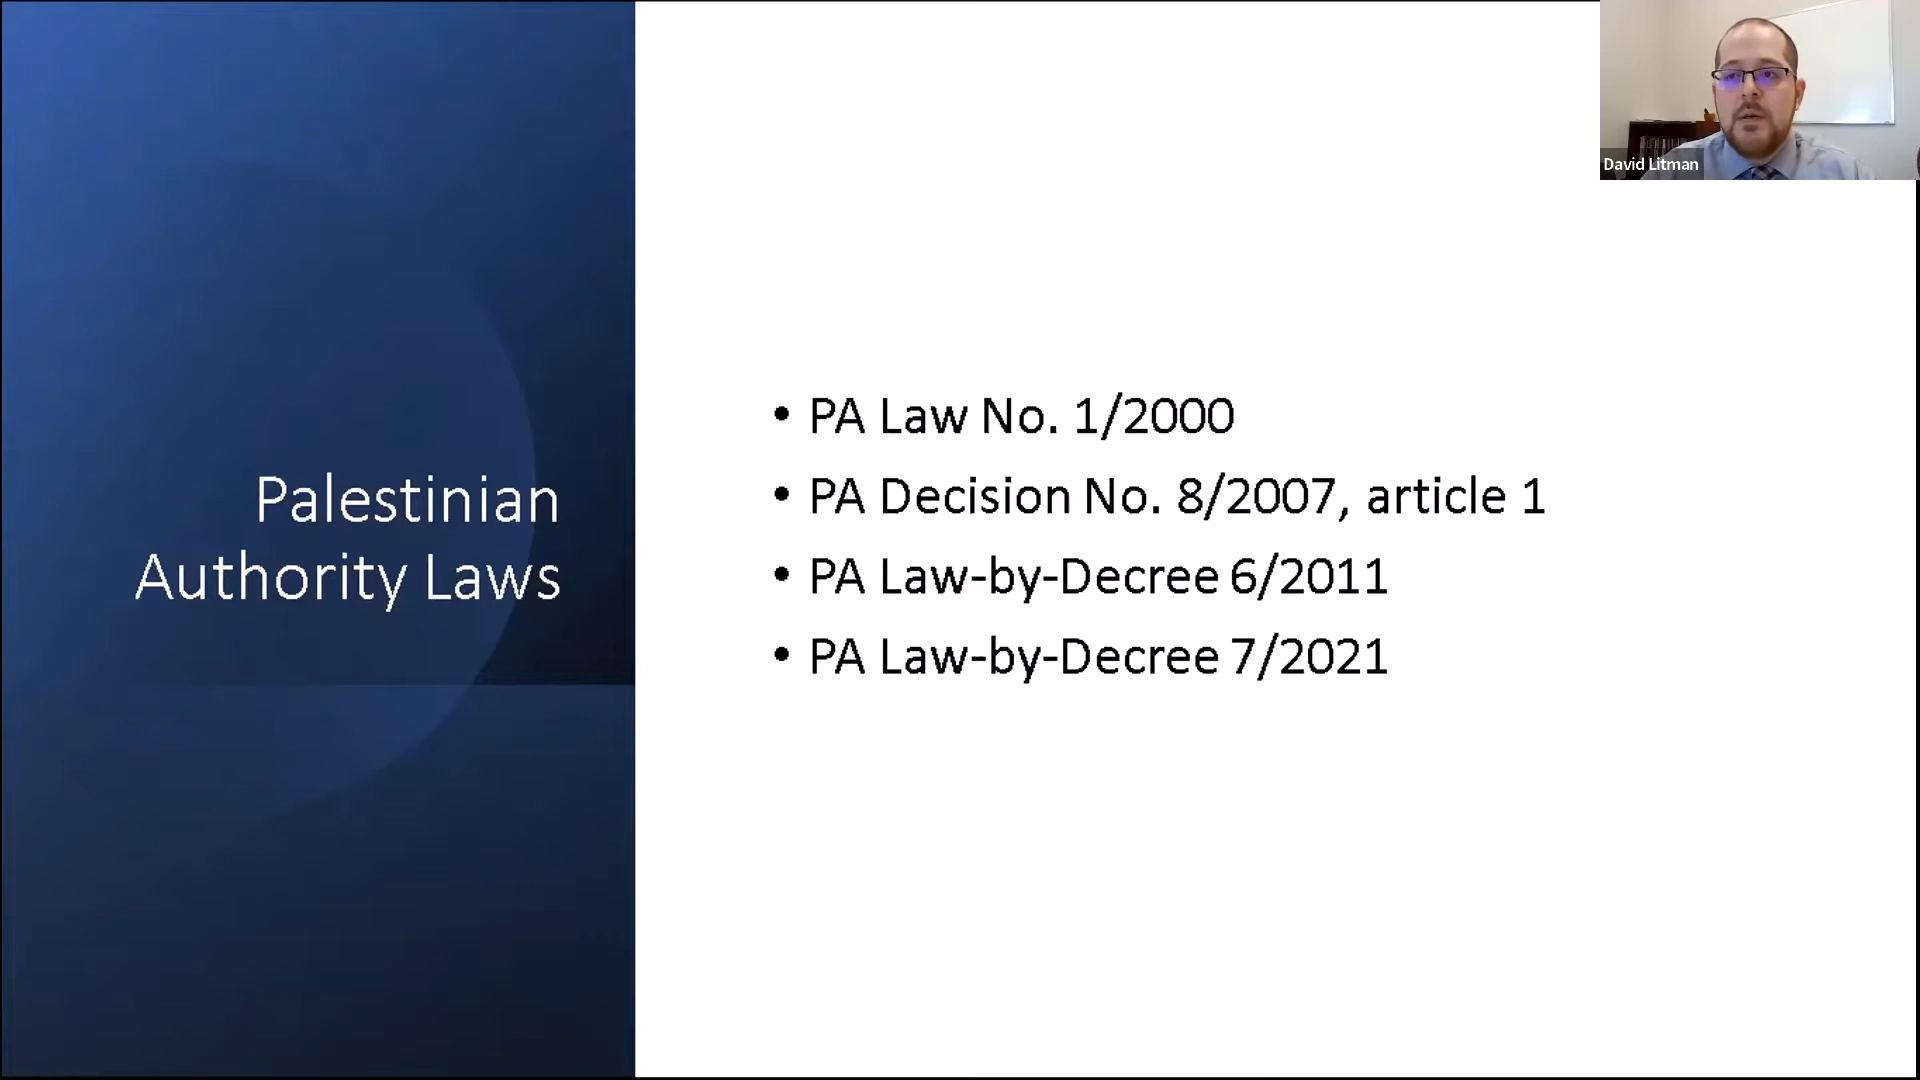 Palestinian
Authority Laws
• PA Law No. 1/2000
• PA Decision No. 8/2007, article 1
• PA Law-by-Decree 6/2011
• PA Law-by-Decree 7/2021
David Litman